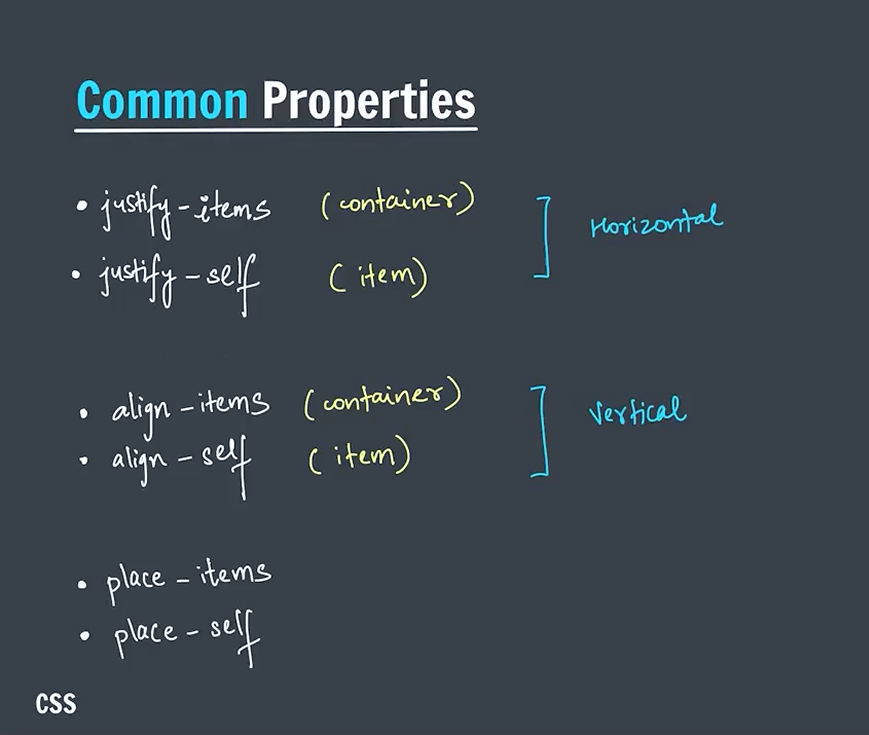 Common Properties
• justify-items (container)
Horizontal
• justify-self (item)
• align-items (container)
Vertical
• align-self (item)
• place-items
• place-self
CSS